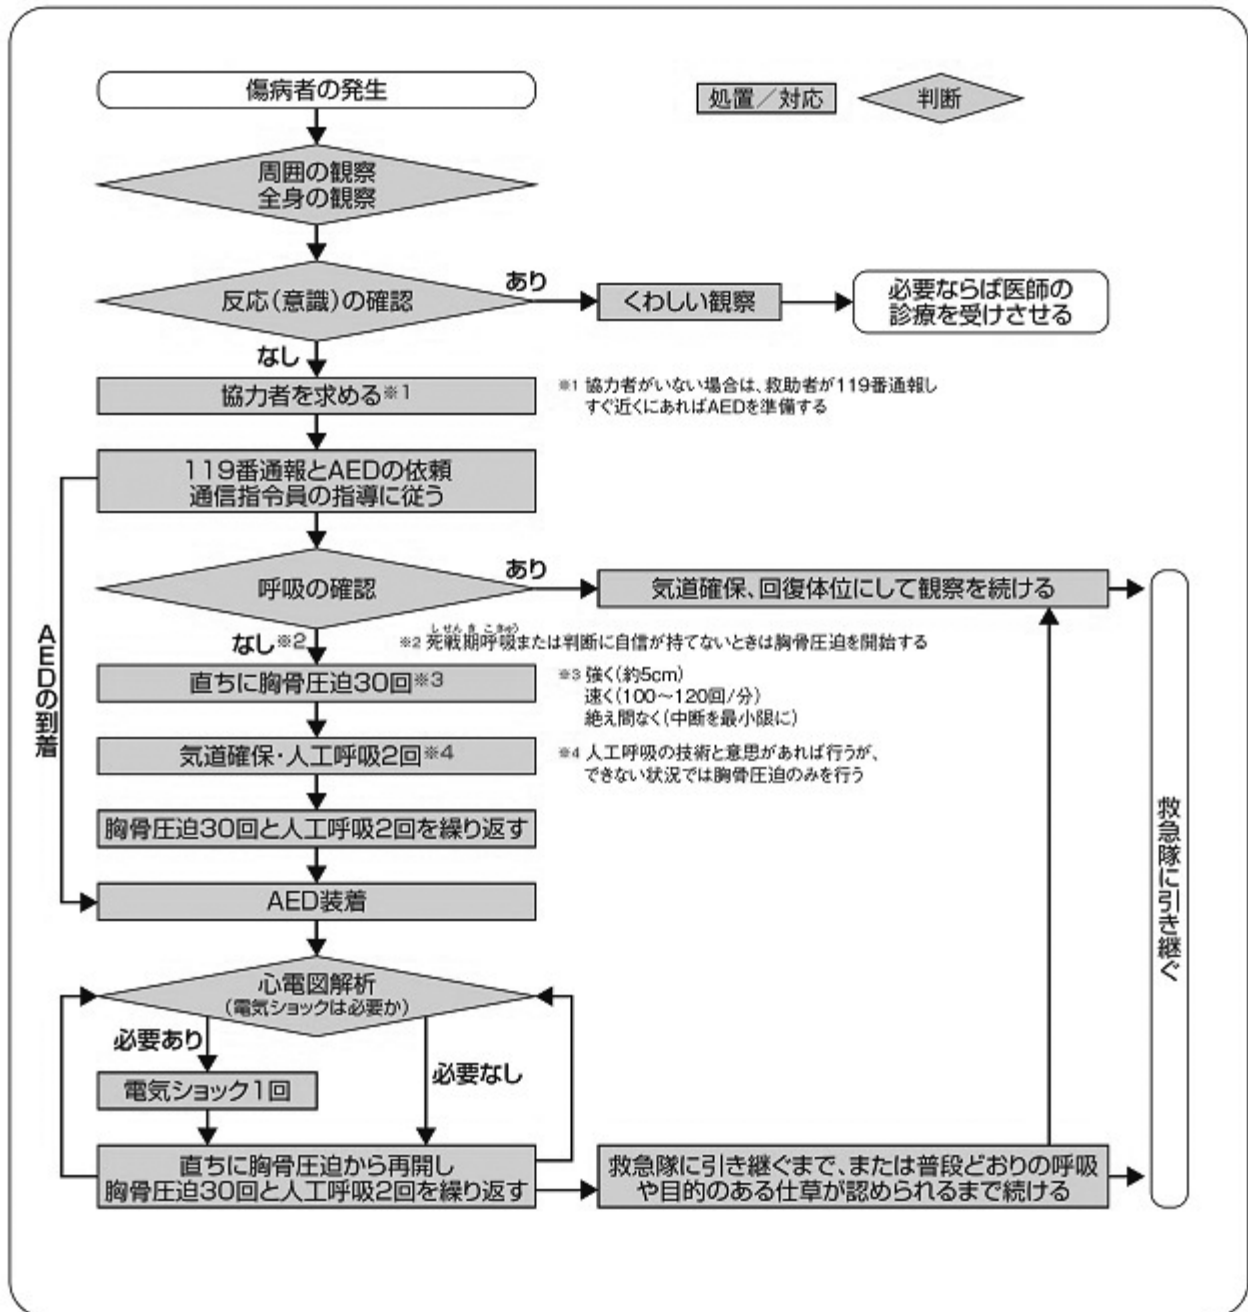 傷病者の発生
処置／対応
判断
周囲の観察
全身の観察
反応（意識）の確認
あり
くわしい観察
必要ならば医師の
診療を受けさせる
なし
協力者を求める※1
※1 協力者がいない場合は、救助者が119番通報し
すぐ近くにあればAEDを準備する
119番通報とAEDの依頼
通信指令員の指導に従う
呼吸の確認
あり
気道確保、回復体位にして観察を続ける
なし※2
しせんきこきゅう
※2 死戦期呼吸または判断に自信が持てないときは胸骨圧迫を開始する
AEDの到着
直ちに胸骨圧迫30回※3
※3 強く（約5cm）
速く（100～120回/分）
絶え間なく（中断を最小限に）
気道確保・人工呼吸2回※4
※4 人工呼吸の技術と意思があれば行うが、
できない状況では胸骨圧迫のみを行う
胸骨圧迫30回と人工呼吸2回を繰り返す
AED装着
心電図解析
（電気ショックは必要か）
必要あり
必要なし
電気ショック1回
直ちに胸骨圧迫から再開し
胸骨圧迫30回と人工呼吸2回を繰り返す
救急隊に引き継ぐまで、または普段どおりの呼吸
や目的のある仕草が認められるまで続ける
救急隊に引き継ぐ